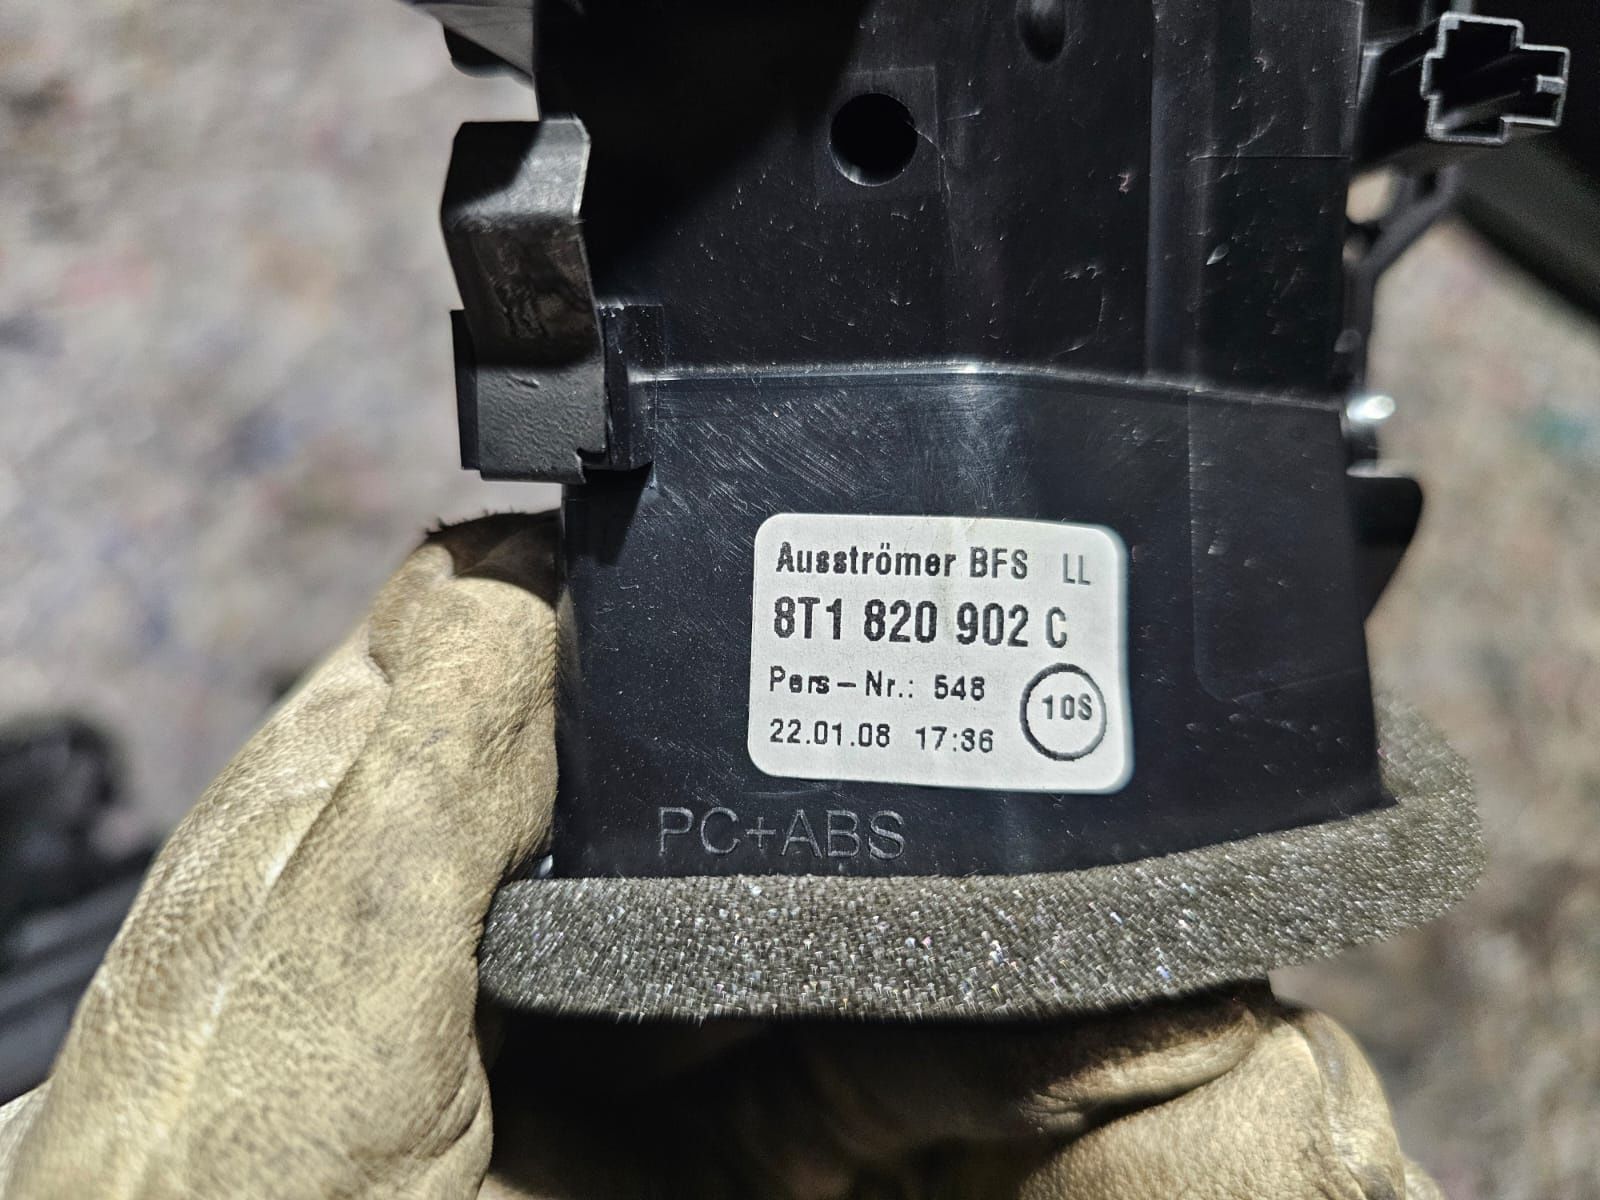 Ausströmer BFS LL
8T1 820 902 C
Pers-Nr.: 548
10S
22.01.08 17:36
PC+ABS